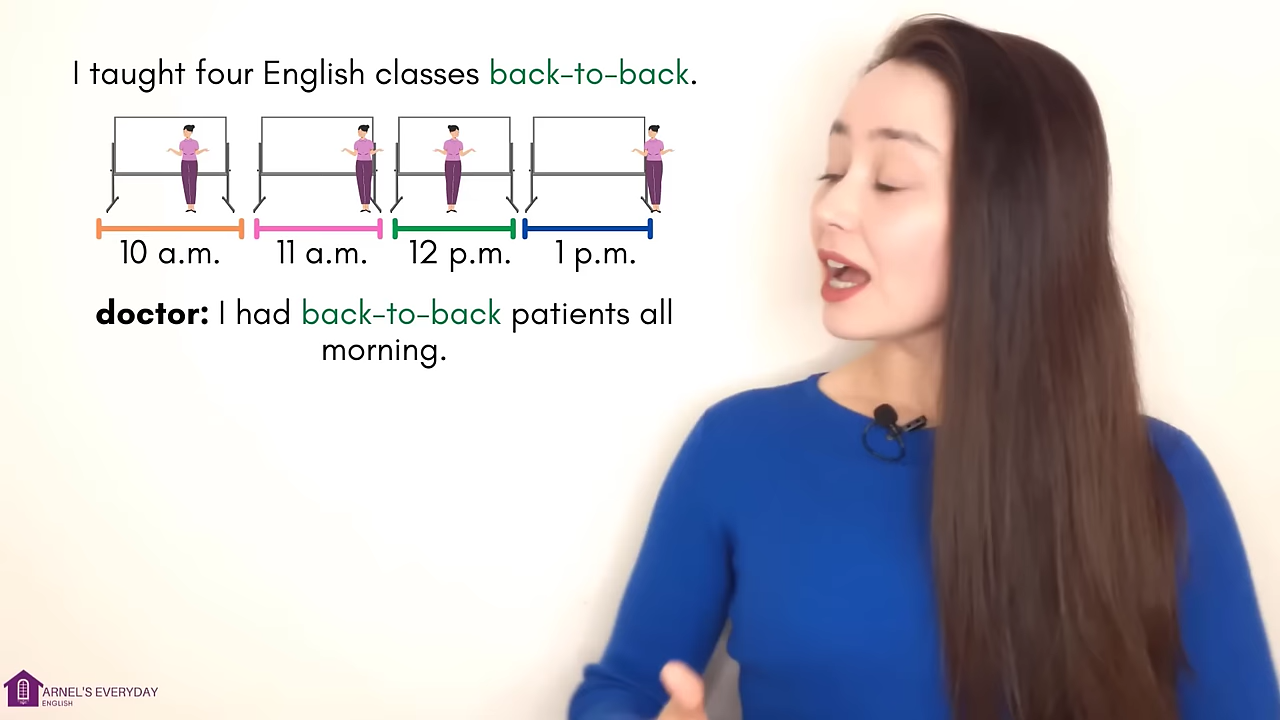 I taught four English classes back-to-back.
10 a.m. 11 a.m. 12 p.m. 1 p.m.
doctor: I had back-to-back patients all
morning.
ARNEL'S EVERYDAY
ENGLISH